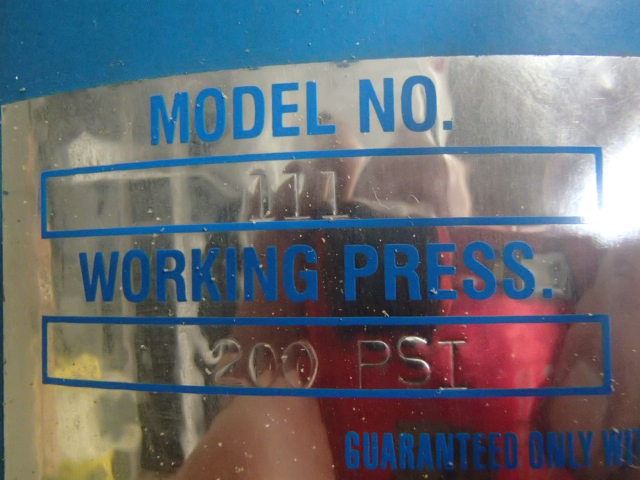 MODEL NO.
111
WORKING PRESS.
200 PSI
GUARANTEED ONLY